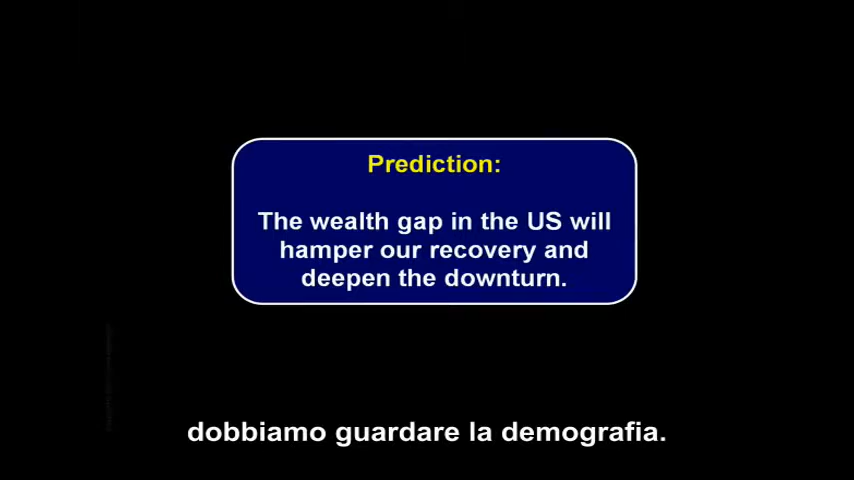 Prediction:
The wealth gap in the US will
hamper our recovery and
deepen the downturn.
dobbiamo guardare la demografia.